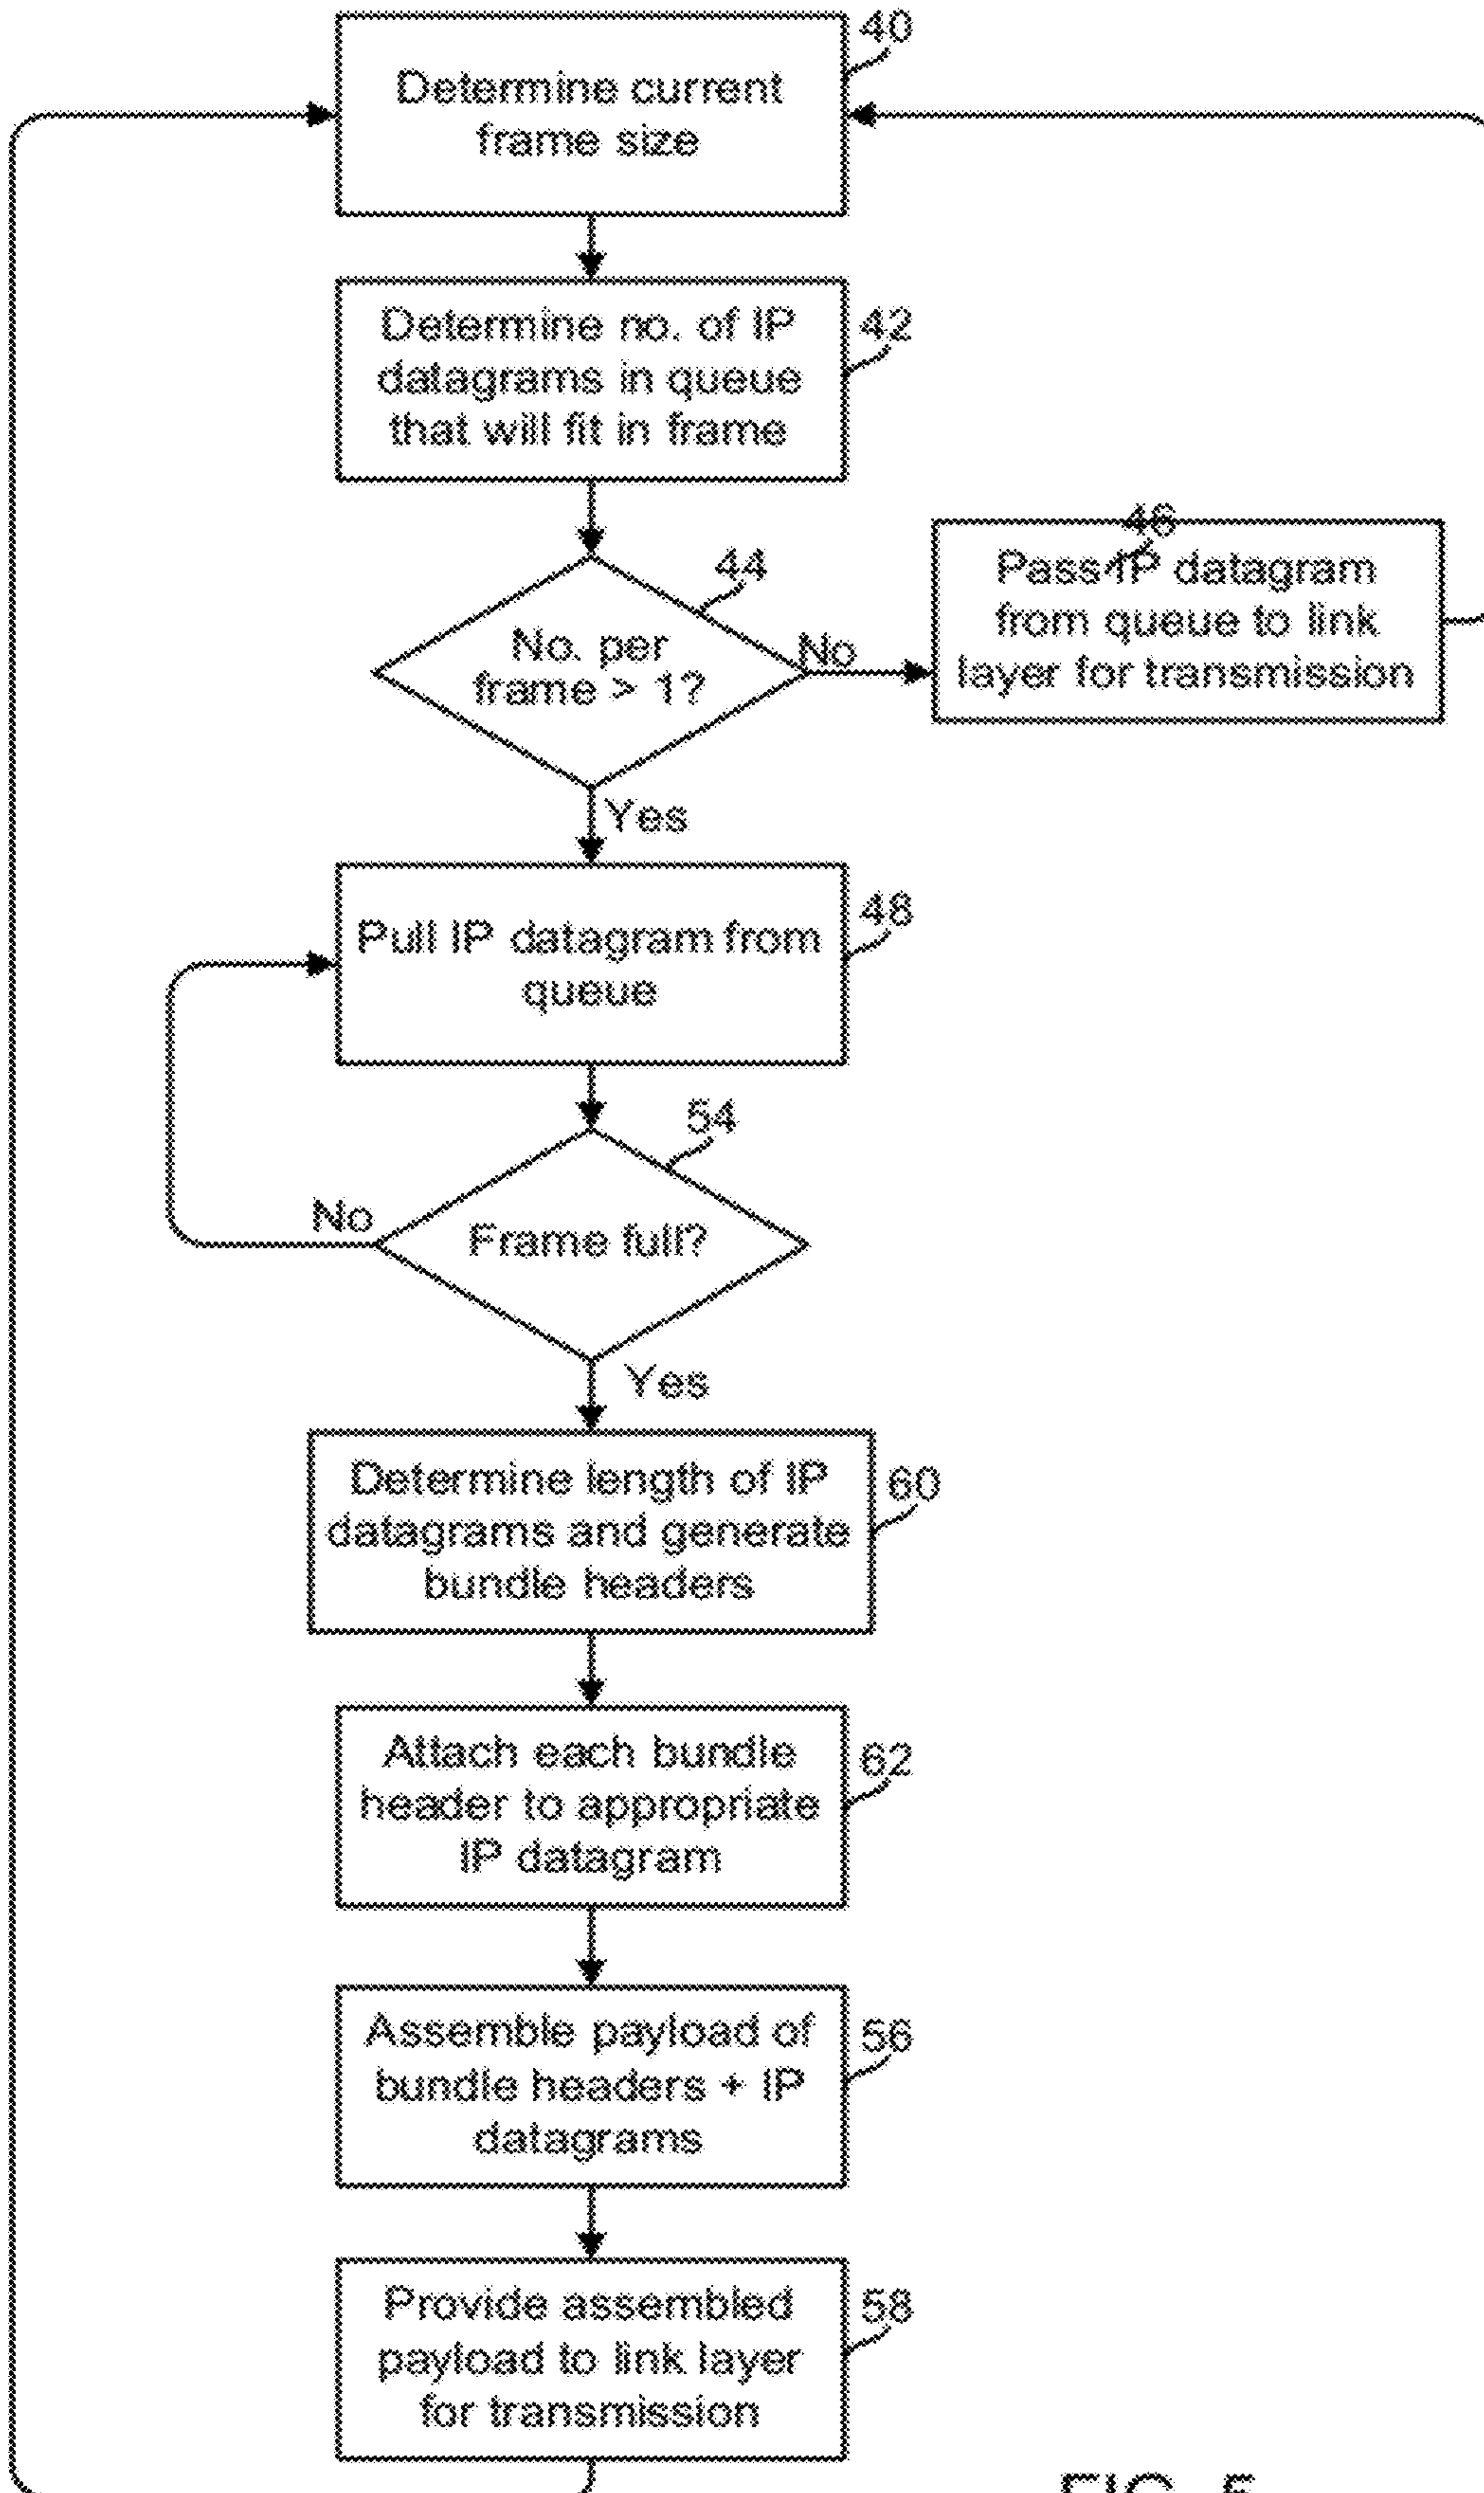 40
Determine current
frame size
Determine no. of IP
datagrams in queue
that will fit in frame
42
44
No. per
frame > 1?
No
46
Pass IP datagram
from queue to link
layer for transmission
Yes
48
Pull IP datagram from
queue
54
Frame full?
No
Yes
Determine length of IP
datagrams and generate
bundle headers
60
Attach each bundle
header to appropriate
IP datagram
62
Assemble payload of
bundle headers + IP
datagrams
56
Provide assembled
payload to link layer
for transmission
58
FIG. 5